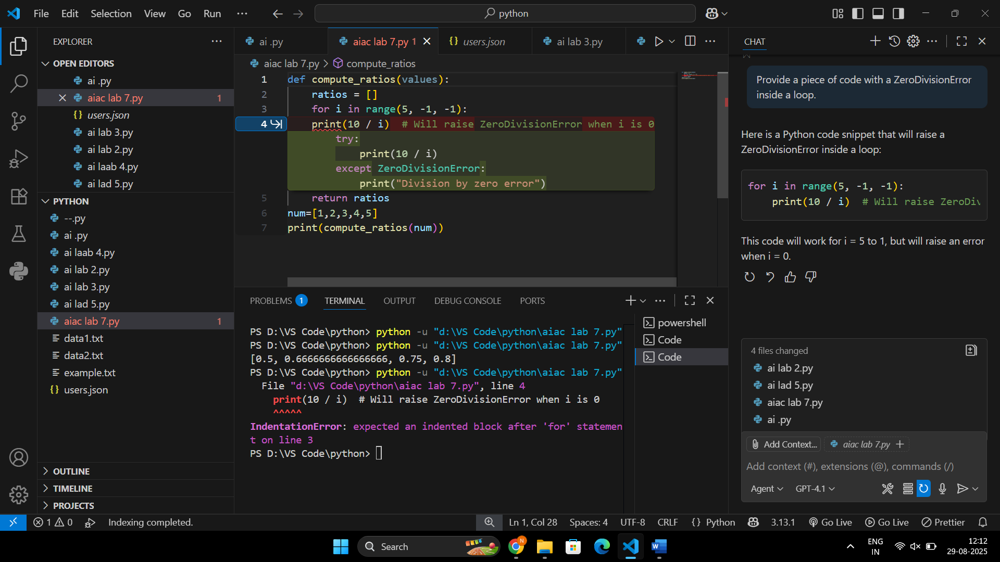 File Edit Selection View Go Run ··· python
EXPLORER ···
OPEN EDITORS
ai .py
aiac lab 7.py 1
users.json
ai lab 3.py
ai lab 2.py
ai laab 4.py
ai lad 5.py
PYTHON
--.py
ai .py
ai laab 4.py
ai lab 2.py
ai lab 3.py
ai lad 5.py
aiac lab 7.py 1
data1.txt
data2.txt
example.txt
users.json
OUTLINE
TIMELINE
PROJECTS
ai .py aiac lab 7.py 1 users.json ai lab 3.py
aiac lab 7.py > compute_ratios
1 def compute_ratios(values):
2 ratios = []
3 for i in range(5, -1, -1):
4 print(10 / i)  # Will raise ZeroDivisionError when i is 0
try:
print(10 / i)
except ZeroDivisionError:
print("Division by zero error")
5 return ratios
6 num=[1,2,3,4,5]
7 print(compute_ratios(num))
PROBLEMS 1 TERMINAL OUTPUT DEBUG CONSOLE PORTS
PS D:\VS Code\python> python -u "d:\VS Code\python\aiac lab 7.py"
PS D:\VS Code\python> python -u "d:\VS Code\python\aiac lab 7.py"
[0.5, 0.6666666666666666, 0.75, 0.8]
PS D:\VS Code\python> python -u "d:\VS Code\python\aiac lab 7.py"
File "d:\VS Code\python\aiac lab 7.py", line 4
print(10 / i)  # Will raise ZeroDivisionError when i is 0
^^^^^
IndentationError: expected an indented block after 'for' statemen
t on line 3
PS D:\VS Code\python>
powershell
Code
Code
CHAT
Provide a piece of code with a ZeroDivisionError
inside a loop.
Here is a Python code snippet that will raise a
ZeroDivisionError inside a loop:
for i in range(5, -1, -1):
print(10 / i)  # Will raise ZeroDiv
This code will work for i = 5 to 1, but will raise an error
when i = 0.
4 files changed
ai lab 2.py
ai lad 5.py
aiac lab 7.py
ai .py
Add Context... aiac lab 7.py +
Add context (#), extensions (@), commands (/)
Agent GPT-4.1
1 0 Indexing completed. Ln 1, Col 28 Spaces: 4 UTF-8 CRLF {} Python 3.13.1 Go Live Go Live Prettier
Search N W ENG 12:12
IN 29-08-2025